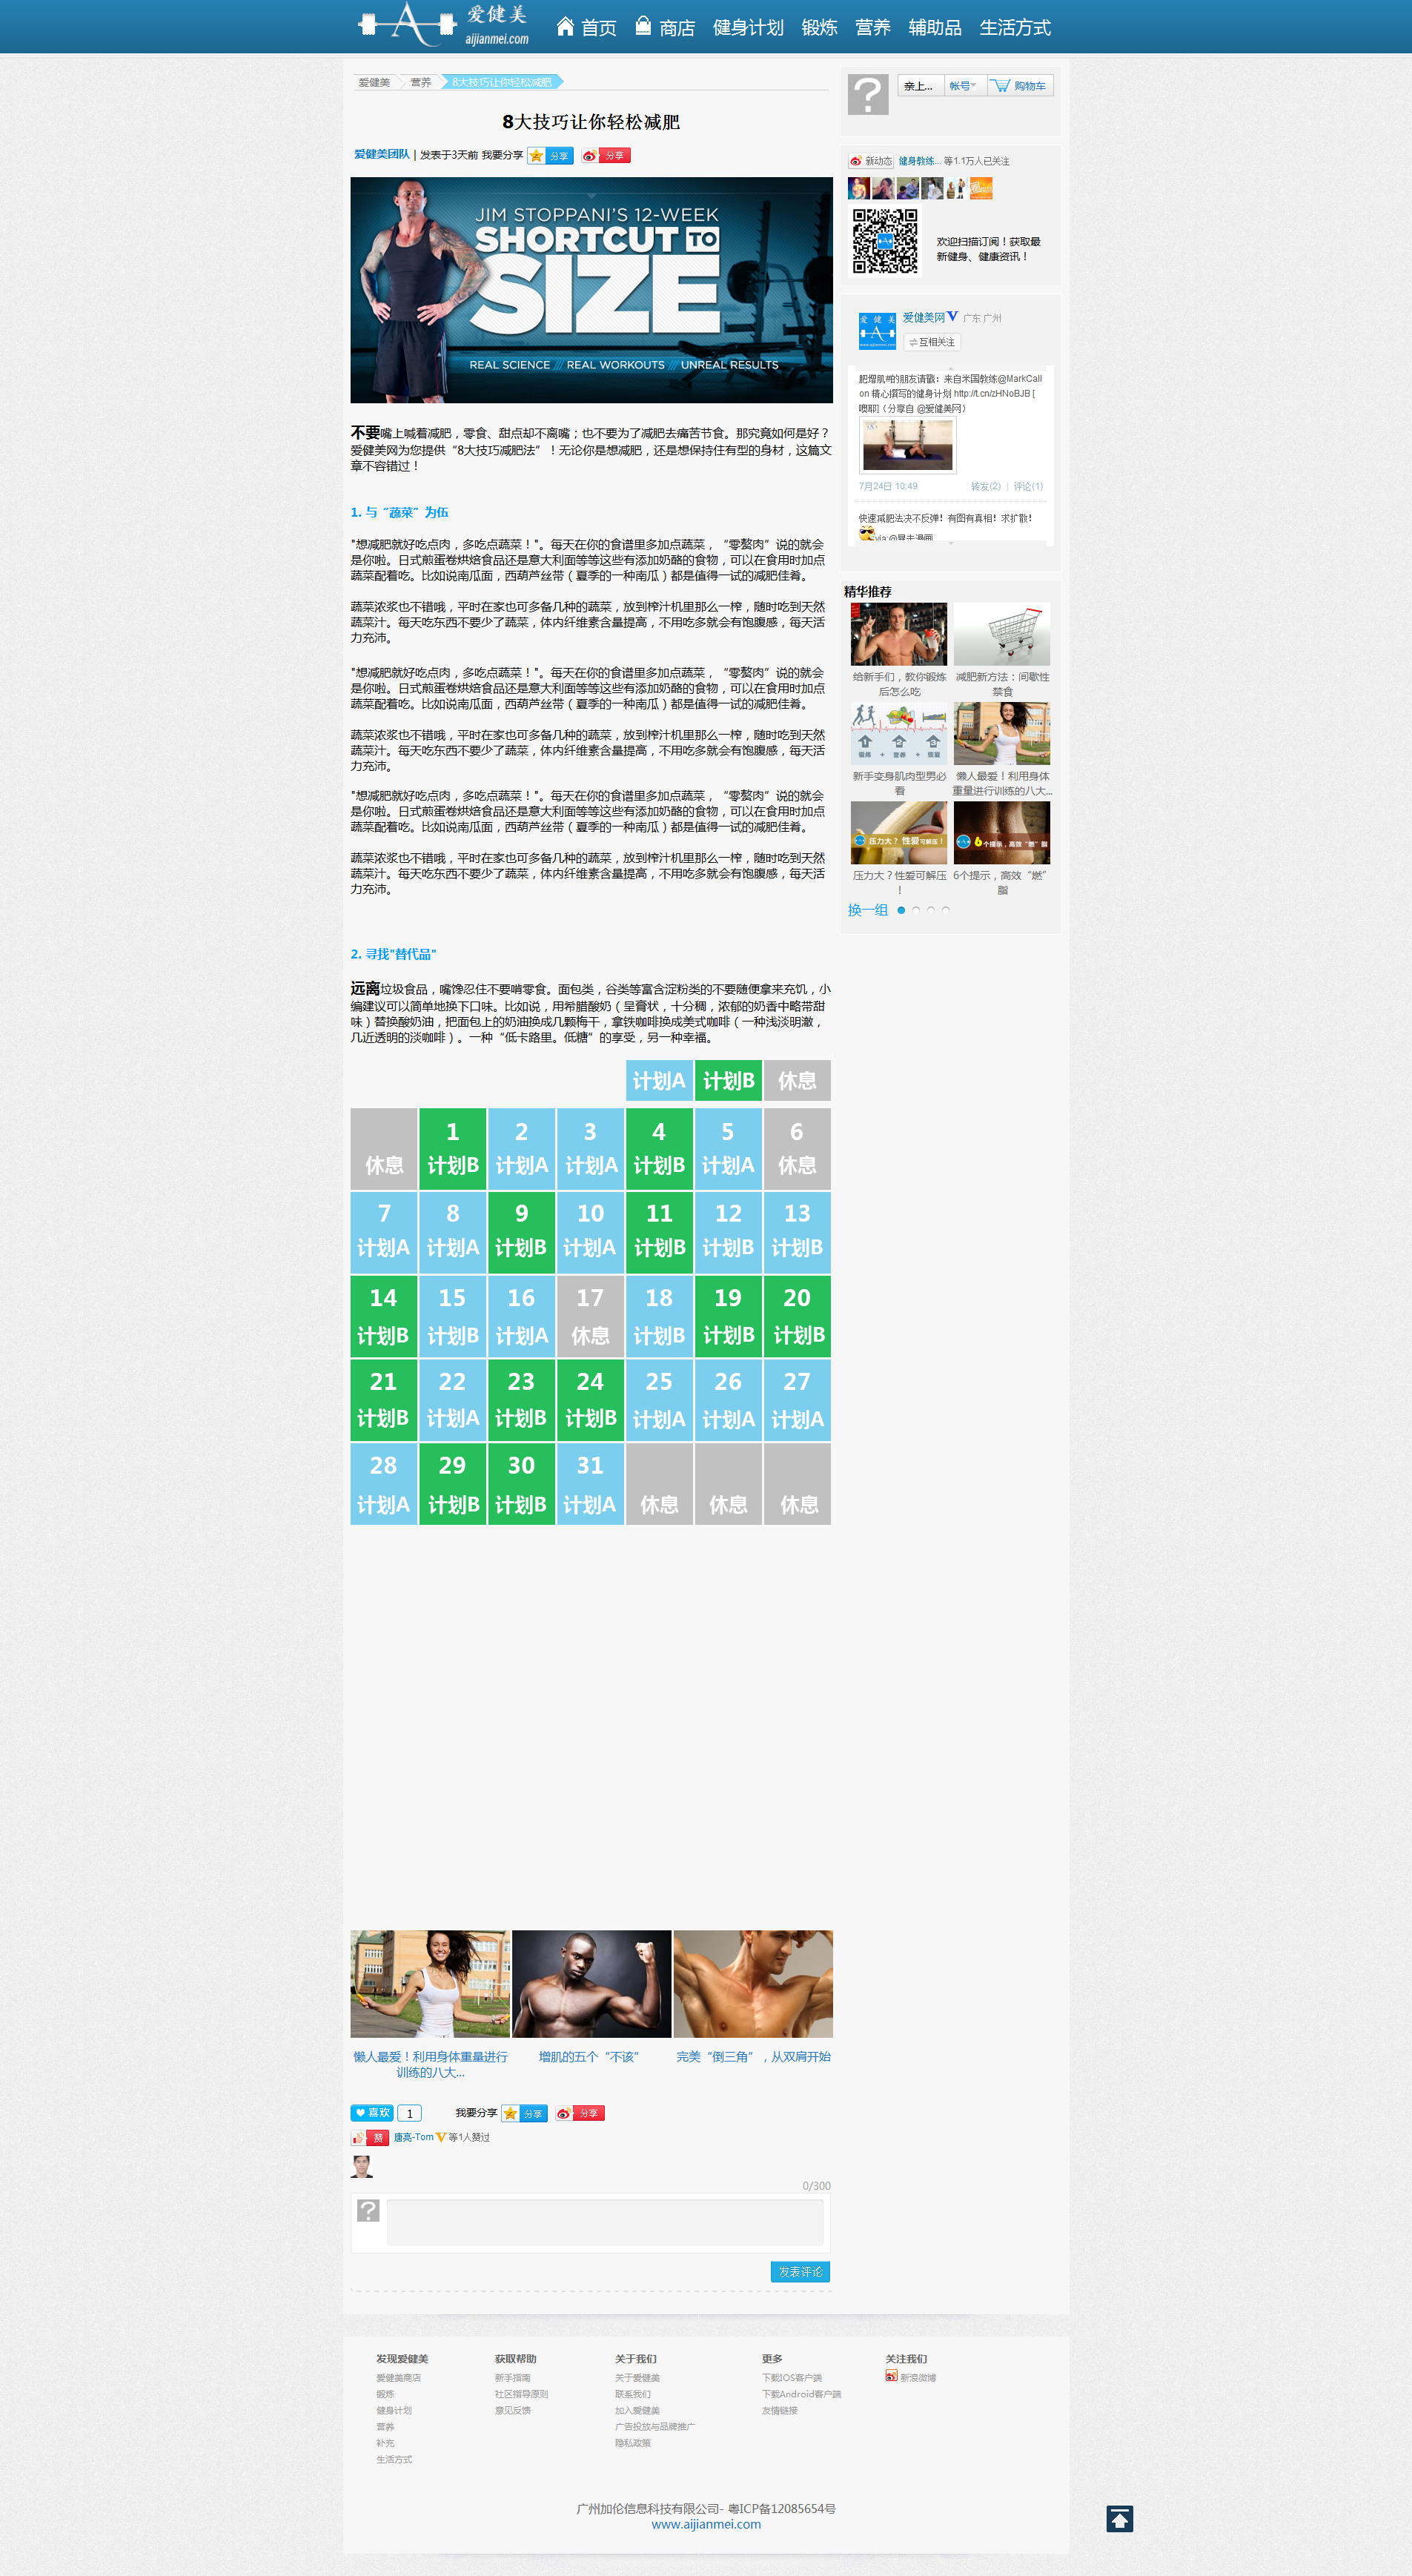 爱健美
aijianmei.com
首页 商店 健身计划 锻炼 营养 辅助品 生活方式
爱健美 营养 8大技巧让你轻松减肥
8大技巧让你轻松减肥
爱健美团队 | 发表于3天前 我要分享 分享 分享
JIM STOPPANI'S 12-WEEK
SHORTCUT TO
SIZE
REAL SCIENCE /// REAL WORKOUTS /// UNREAL RESULTS
不要嘴上喊着减肥，零食、甜点却不离嘴；也不要为了减肥去痛苦节食。那究竟如何是好？
爱健美网为您提供“8大技巧减肥法”！无论你是想减肥，还是想保持住有型的身材，这篇文
章不容错过！
1. 与“蔬菜”为伍
"想减肥就好吃点肉，多吃点蔬菜！"。每天在你的食谱里多加点蔬菜，“零嫯肉”说的就会
是你啦。日式煎蛋卷烘焙食品还是意大利面等等这些有添加奶酪的食物，可以在食用时加点
蔬菜配着吃。比如说南瓜面，西葫芦丝带（夏季的一种南瓜）都是值得一试的减肥佳肴。
蔬菜浓浆也不错哦，平时在家也可多备几种的蔬菜，放到榨汁机里那么一榨，随时吃到天然
蔬菜汁。每天吃东西不要少了蔬菜，体内纤维素含量提高，不用吃多就会有饱腹感，每天活
力充沛。
"想减肥就好吃点肉，多吃点蔬菜！"。每天在你的食谱里多加点蔬菜，“零嫯肉”说的就会
是你啦。日式煎蛋卷烘焙食品还是意大利面等等这些有添加奶酪的食物，可以在食用时加点
蔬菜配着吃。比如说南瓜面，西葫芦丝带（夏季的一种南瓜）都是值得一试的减肥佳肴。
蔬菜浓浆也不错哦，平时在家也可多备几种的蔬菜，放到榨汁机里那么一榨，随时吃到天然
蔬菜汁。每天吃东西不要少了蔬菜，体内纤维素含量提高，不用吃多就会有饱腹感，每天活
力充沛。
"想减肥就好吃点肉，多吃点蔬菜！"。每天在你的食谱里多加点蔬菜，“零嫯肉”说的就会
是你啦。日式煎蛋卷烘焙食品还是意大利面等等这些有添加奶酪的食物，可以在食用时加点
蔬菜配着吃。比如说南瓜面，西葫芦丝带（夏季的一种南瓜）都是值得一试的减肥佳肴。
蔬菜浓浆也不错哦，平时在家也可多备几种的蔬菜，放到榨汁机里那么一榨，随时吃到天然
蔬菜汁。每天吃东西不要少了蔬菜，体内纤维素含量提高，不用吃多就会有饱腹感，每天活
力充沛。
2. 寻找"替代品"
远离垃圾食品，嘴馋忍住不要啃零食。面包类，谷类等富含淀粉类的不要随便拿来充饥，小
编建议可以简单地换下口味。比如说，用希腊酸奶（呈膏状，十分稠，浓郁的奶香中略带甜
味）替换酸奶油，把面包上的奶油换成几颗梅干，拿铁咖啡换成美式咖啡（一种浅淡明澈，
几近透明的淡咖啡）。一种“低卡路里。低糖”的享受，另一种幸福。
计划A 计划B 休息
1 2 3 4 5 6
休息 计划B 计划A 计划A 计划B 计划A 休息
7 8 9 10 11 12 13
计划A 计划A 计划B 计划A 计划B 计划B 计划B
14 15 16 17 18 19 20
计划B 计划B 计划A 休息 计划B 计划B 计划B
21 22 23 24 25 26 27
计划B 计划A 计划B 计划B 计划A 计划A 计划A
28 29 30 31
计划A 计划B 计划B 计划A 休息 休息 休息
懒人最爱！利用身体重量进行
训练的八大...
增肌的五个“不该”
完美“倒三角”，从双肩开始
喜欢 1 我要分享 分享 分享
赞 唐亮-Tom 等1人赞过
0/300
发表评论
亲上... 帐号 购物车
新动态 健身教练... 等1.1万人已关注
欢迎扫描订阅！获取最
新健身、健康资讯！
爱健美
www.aijianmei.com
爱健美网 V 广东 广州
互相关注
肥增肌#的朋友请戳！来自米国教练@MarkCall
on 精心撰写的健身计划 http://t.cn/zHNoBJB [
噢耶]（分享自 @爱健美网）
7月24日 10:49 转发(2) | 评论(1)
快速减肥法决不反弹！有图有真相！求扩散！
via @暴走漫画
精华推荐
给新手们，教你锻炼
后怎么吃
减肥新方法：间歇性
禁食
1 2 3
锻炼 + 营养 + 恢复
新手变身肌肉型男必
看
懒人最爱！利用身体
重量进行训练的八大...
压力大？性爱可解压！
6个提示，高效“燃”脂
压力大？性爱可解压
！
6个提示，高效“燃”
脂
换一组
发现爱健美
爱健美商店
锻炼
健身计划
营养
补充
生活方式
获取帮助
新手指南
社区指导原则
意见反馈
关于我们
关于爱健美
联系我们
加入爱健美
广告投放与品牌推广
隐私政策
更多
下载IOS客户端
下载Android客户端
友情链接
关注我们
新浪微博
广州加伦信息科技有限公司- 粤ICP备12085654号
www.aijianmei.com